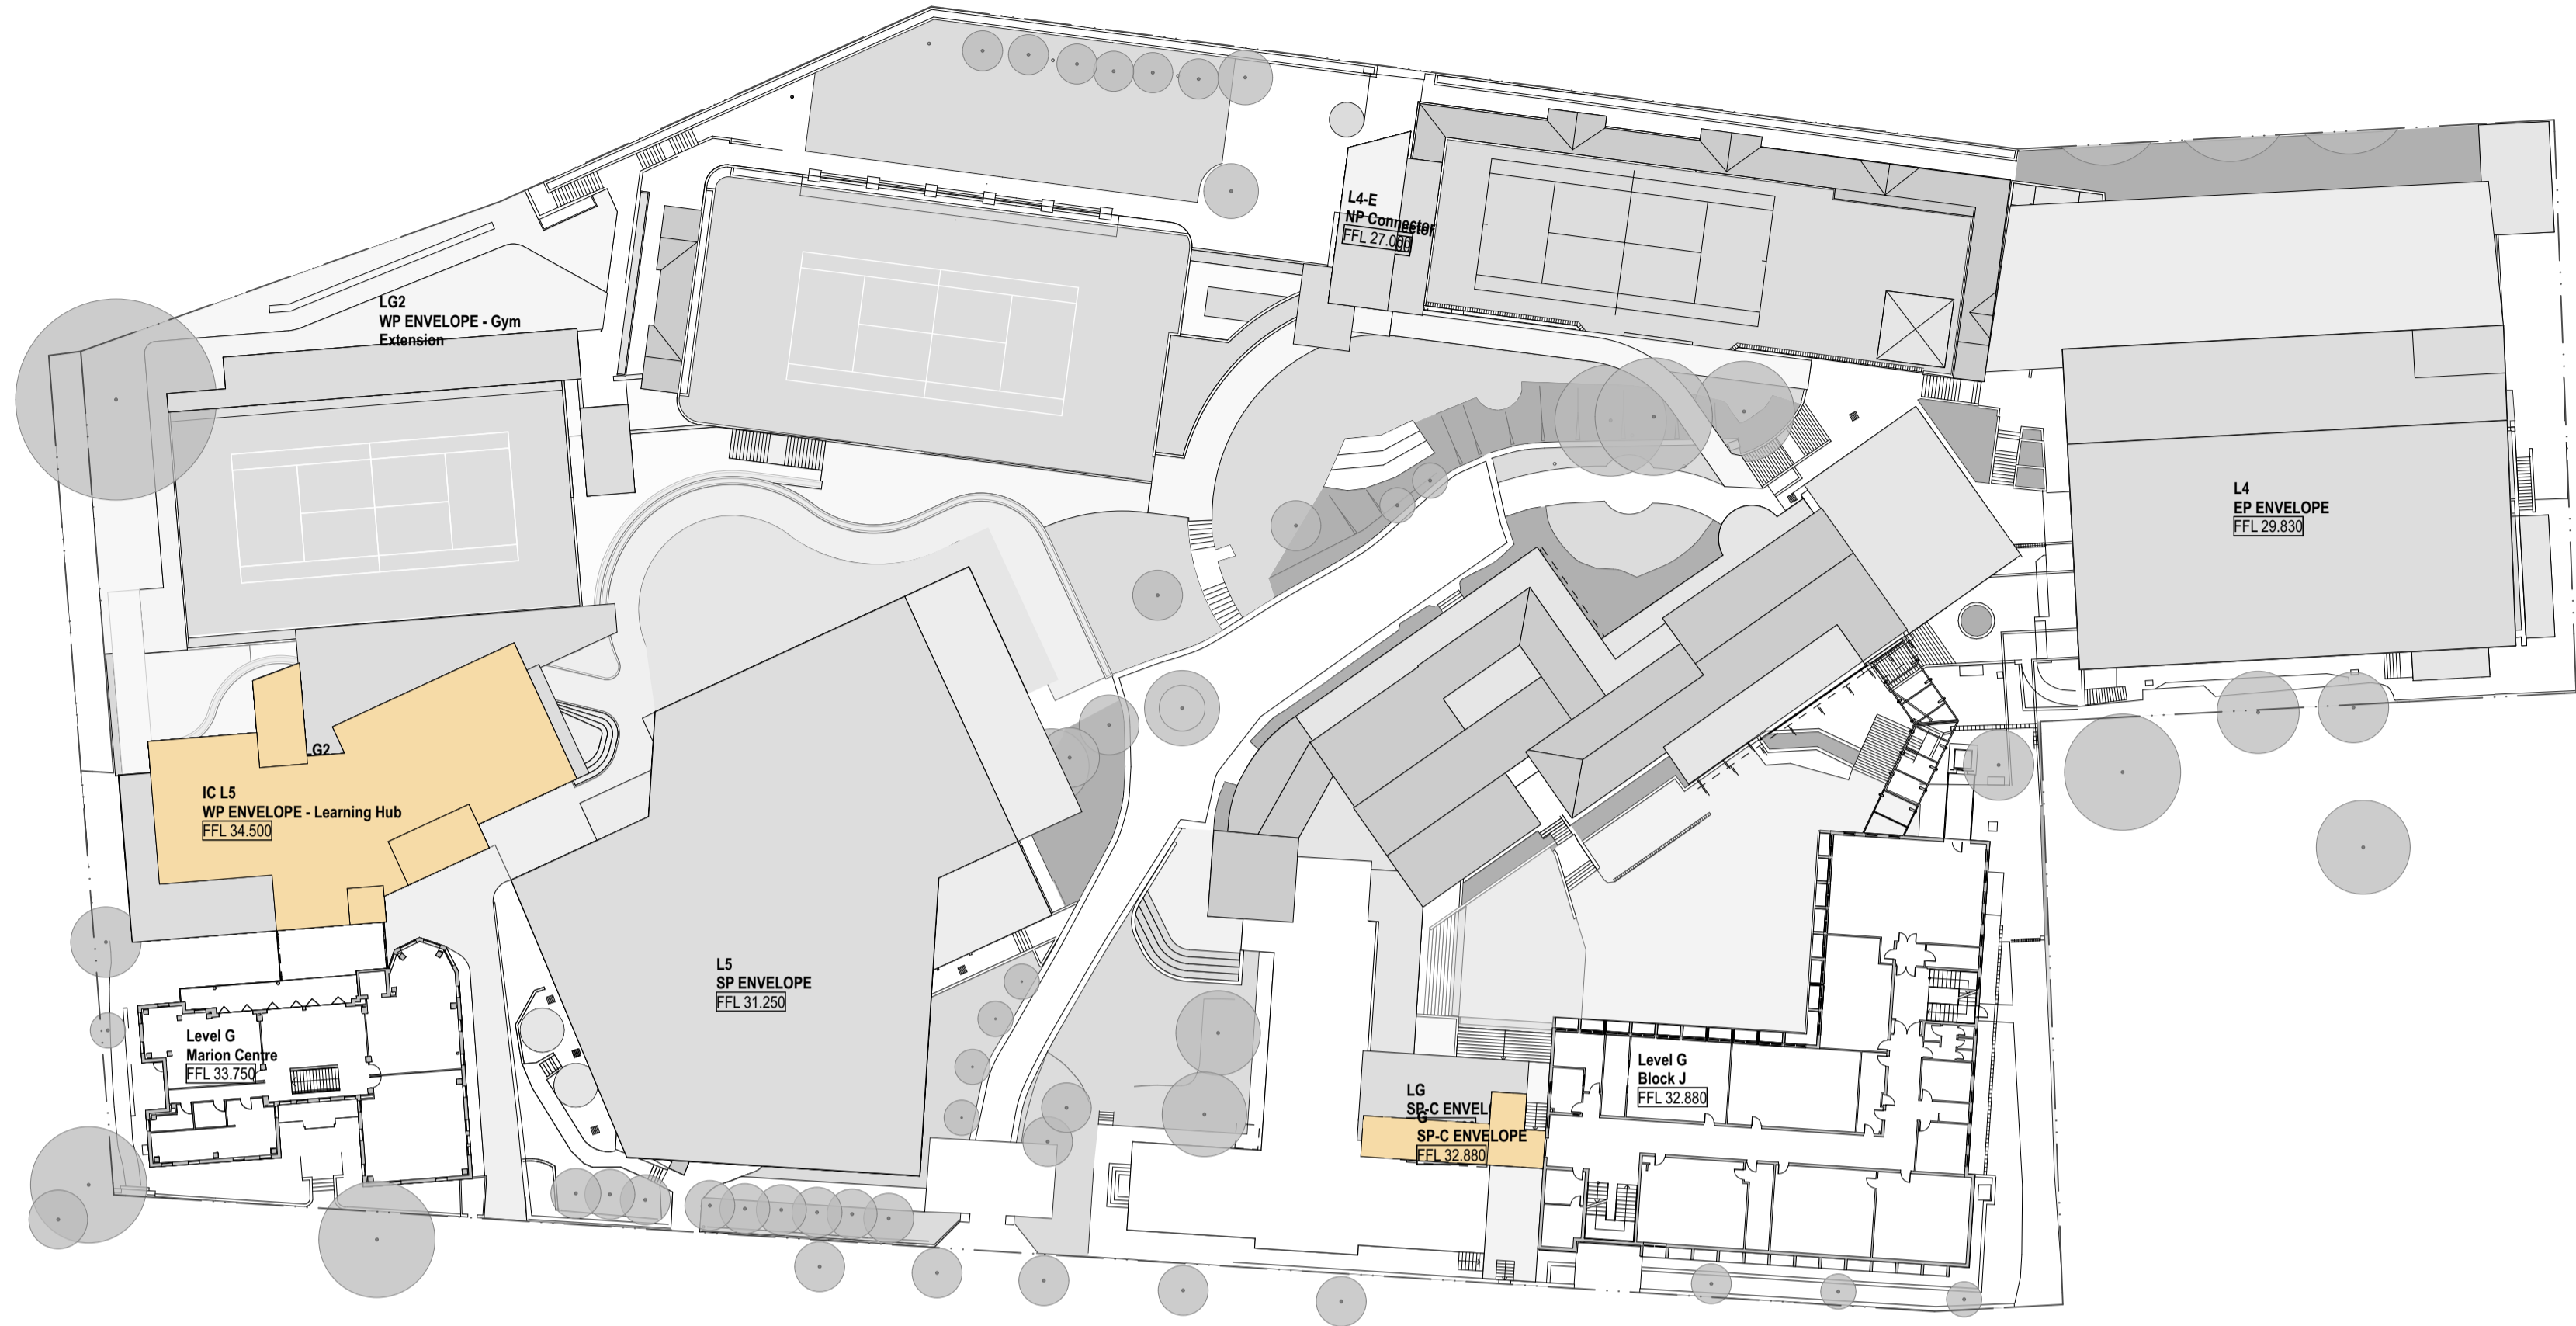 L4-E
NP Connector
FFL 27.000
LG2
WP ENVELOPE - Gym
Extension
L4
EP ENVELOPE
FFL 29.830
LG2
IC L5
WP ENVELOPE - Learning Hub
FFL 34.500
L5
SP ENVELOPE
FFL 31.250
Level G
Marion Centre
FFL 33.750
Level G
Block J
FFL 32.880
LG
SP-C ENVEL
G
SP-C ENVELOPE
FFL 32.880